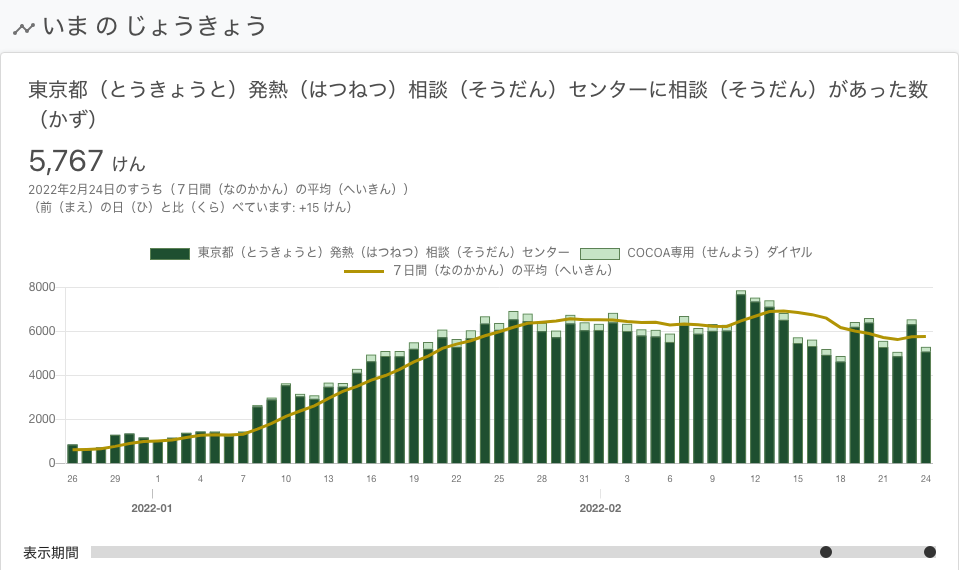 いま の じょうきょう
東京都（とうきょうと）発熱（はつねつ）相談（そうだん）センターに相談（そうだん）があった数
（かず）
5,767 けん
2022年2月24日のすうち（７日間（なのかかん）の平均（へいきん））
（前（まえ）の日（ひ）と比（くら）べています: +15 けん）
東京都（とうきょうと）発熱（はつねつ）相談（そうだん）センター COCOA専用（せんよう）ダイヤル
７日間（なのかかん）の平均（へいきん）
8000
6000
4000
2000
0
26 29 1 4 7 10 13 16 19 22 25 28 31 3 6 9 12 15 18 21 24
2022-01 2022-02
表示期間